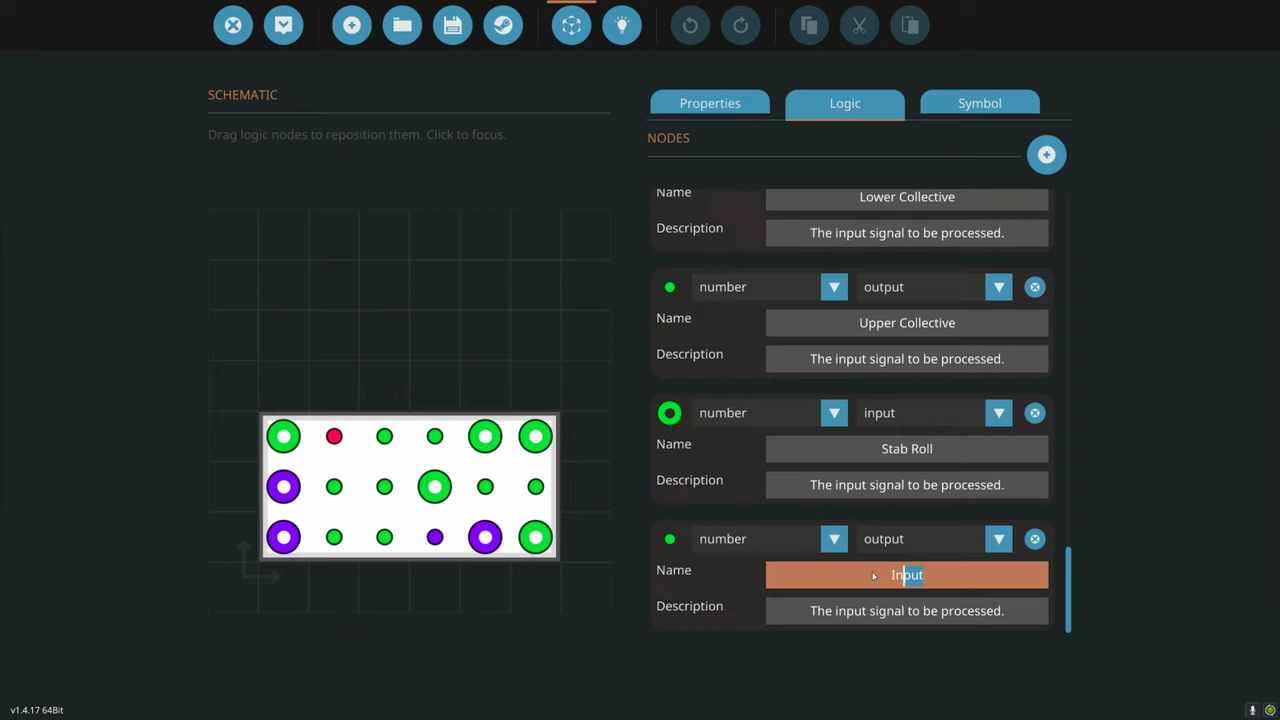 SCHEMATIC
Drag logic nodes to reposition them. Click to focus.
Properties
Logic
Symbol
NODES
Name
Lower Collective
Description
The input signal to be processed.
number
output
Name
Upper Collective
Description
The input signal to be processed.
number
input
Name
Stab Roll
Description
The input signal to be processed.
number
output
Name
Input
Description
The input signal to be processed.
v1.4.17 64Bit